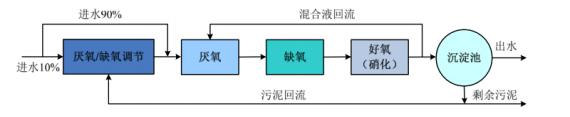 进水90%
混合液回流
进水10%
厌氧/缺氧调节
厌氧
缺氧
好氧
（硝化）
沉淀池
出水
污泥回流
剩余污泥